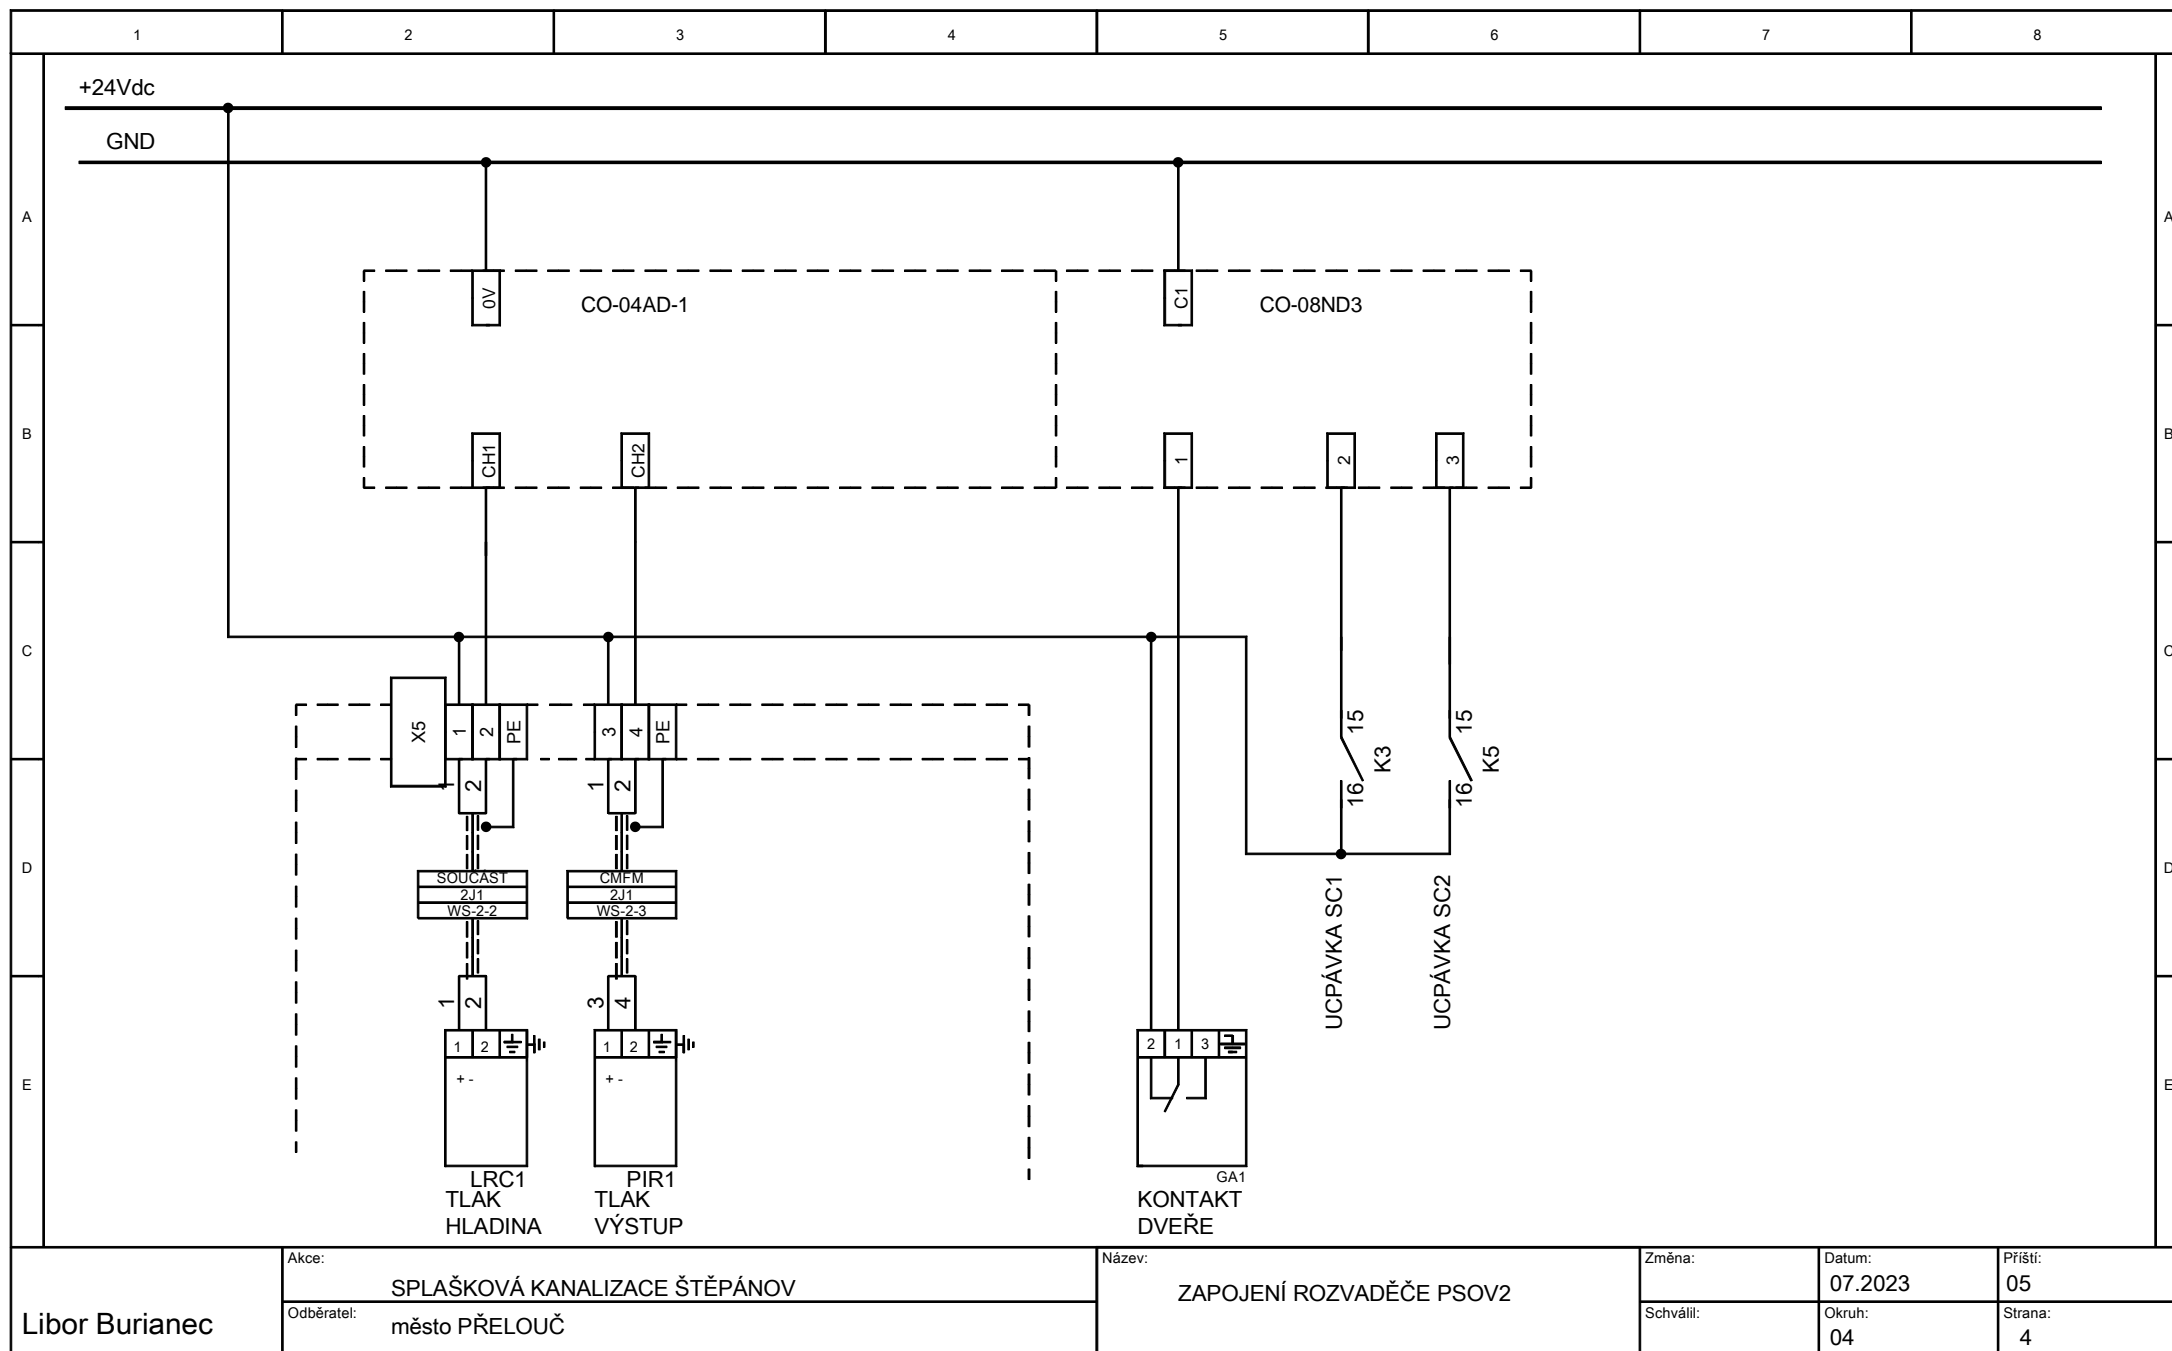 1 2 3 4 5 6 7 8
+24Vdc
GND
A A
0V CO-04AD-1 C1 CO-08ND3
B B
CH1 CH2 1 2 3
C C
X5 1 2 PE 3 4 PE
15 15
K3 K5
16 16
1 2 1 2
D D
SOUČÁST CMFM
2J1 2J1
WS-2-2 WS-2-3
UCPÁVKA SC1
UCPÁVKA SC2
1 2 3 4
1 2 1 2 2 1 3
+ - + -
E E
LRC1 PIR1 GA1
TLAK TLAK KONTAKT
HLADINA VÝSTUP DVEŘE
Libor Burianec
Akce:
SPLAŠKOVÁ KANALIZACE ŠTĚPÁNOV
Odběratel:
město PŘELOUČ
Název:
ZAPOJENÍ ROZVADĚČE PSOV2
Změna:
Datum:
07.2023
Příští:
05
Schválil:
Okruh:
04
Strana:
4